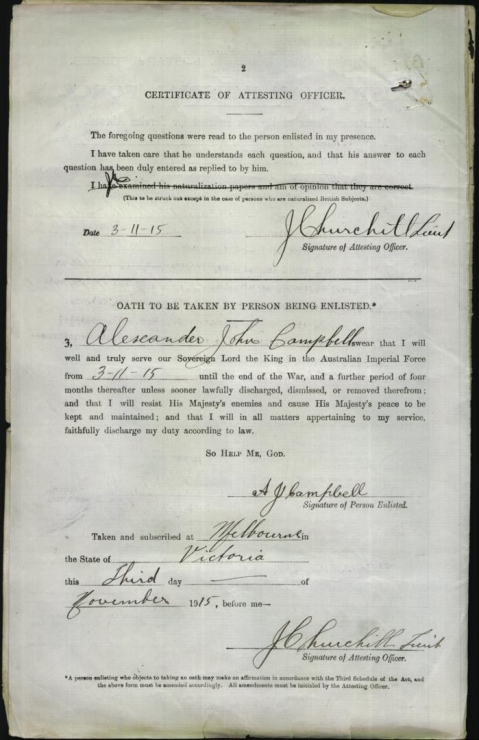 2
CERTIFICATE OF ATTESTING OFFICER.
The foregoing questions were read to the person enlisted in my presence.
I have taken care that he understands each question, and that his answer to each
question has been duly entered as replied to by him.
I have examined his naturalization papers and am of opinion that they are correct.
(This to be struck out except in the case of persons who are naturalized British Subjects.)
Date 3-11-15 J Churchill Lieut
Signature of Attesting Officer.
OATH TO BE TAKEN BY PERSON BEING ENLISTED.*
I, Alexander John Campbell swear that I will
well and truly serve our Sovereign Lord the King in the Australian Imperial Force
from 3-11-15 until the end of the War, and a further period of four
months thereafter unless sooner lawfully discharged, dismissed, or removed therefrom;
and that I will resist His Majesty's enemies and cause His Majesty's peace to be
kept and maintained; and that I will in all matters appertaining to my service,
faithfully discharge my duty according to law.
SO HELP ME, GOD.
A J Campbell
Signature of Person Enlisted.
Taken and subscribed at Melbourne in
the State of Victoria
this Third day of
November 1915, before me—
J Churchill Lieut
Signature of Attesting Officer.
*A person enlisting who objects to taking an oath may make an affirmation in accordance with the Third Schedule of the Act, and
the above form must be amended accordingly. All amendments must be initialed by the Attesting Officer.